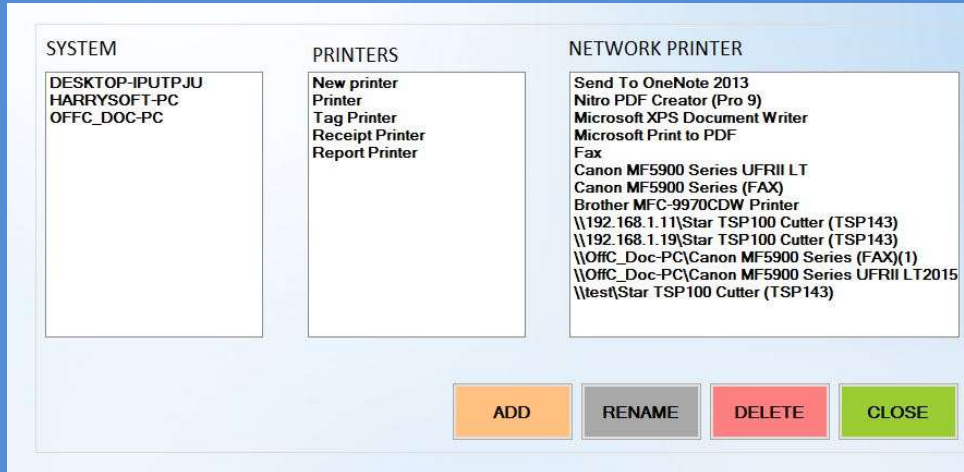 SYSTEM
DESKTOP-IPUTPJU
HARRYSOFT-PC
OFFC_DOC-PC
PRINTERS
New printer
Printer
Tag Printer
Receipt Printer
Report Printer
NETWORK PRINTER
Send To OneNote 2013
Nitro PDF Creator (Pro 9)
Microsoft XPS Document Writer
Microsoft Print to PDF
Fax
Canon MF5900 Series UFRII LT
Canon MF5900 Series (FAX)
Brother MFC-9970CDW Printer
\\192.168.1.11\Star TSP100 Cutter (TSP143)
\\192.168.1.19\Star TSP100 Cutter (TSP143)
\\OffC_Doc-PC\Canon MF5900 Series (FAX)(1)
\\OffC_Doc-PC\Canon MF5900 Series UFRII LT2015
\\test\Star TSP100 Cutter (TSP143)
ADD
RENAME
DELETE
CLOSE